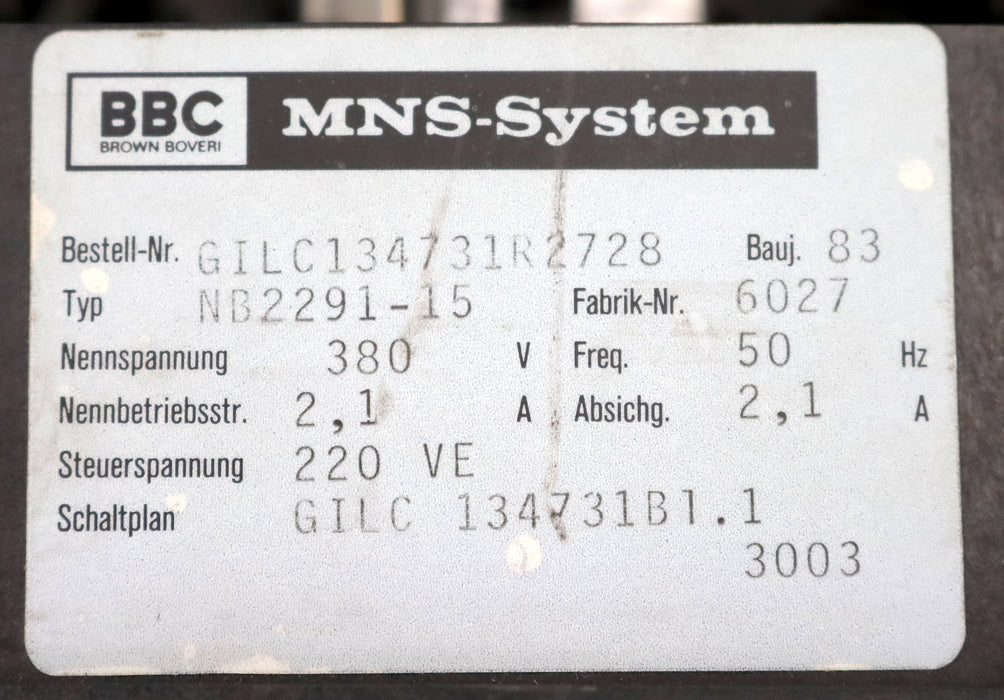 BBC
BROWN BOVERI
MNS-System
Bestell-Nr. GILC134731R2728 Bauj. 83
Typ NB2291-15 Fabrik-Nr. 6027
Nennspannung 380 V Freq. 50 Hz
Nennbetriebsstr. 2,1 A Absichg. 2,1 A
Steuerspannung 220 VE
Schaltplan GILC 134731B1.1
3003